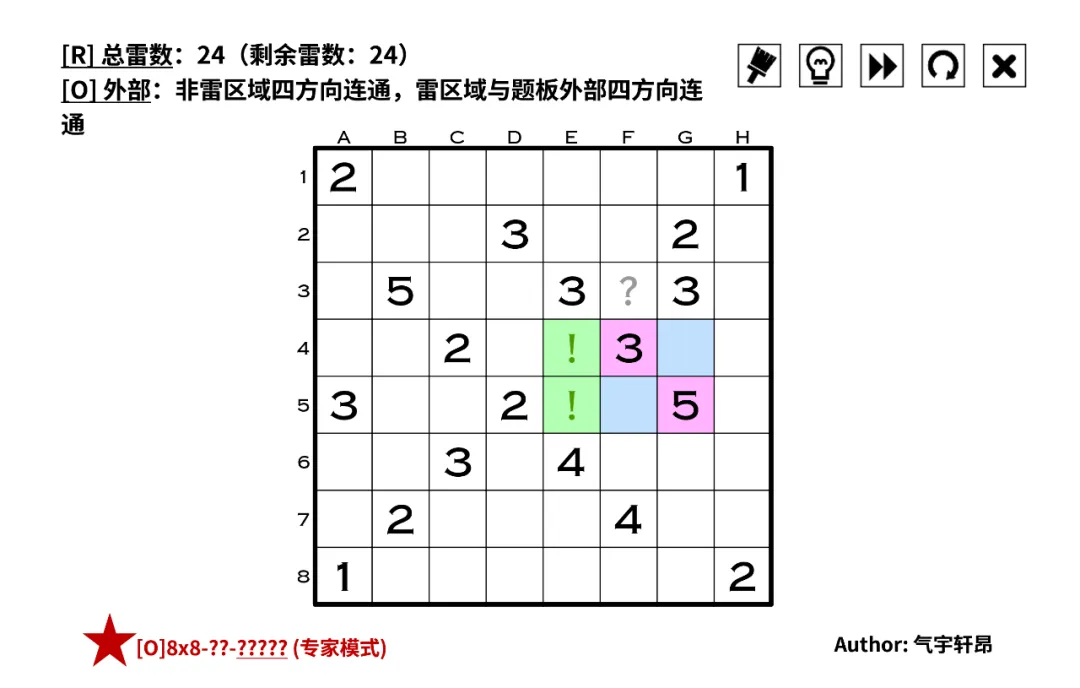 [R] 总雷数：24（剩余雷数：24）
[O] 外部：非雷区域四方向连通，雷区域与题板外部四方向连
通
A B C D E F G H
1 2 1
2 3 2
3 5 3 ? 3
4 2 ! 3
5 3 2 ! 5
6 3 4
7 2 4
8 1 2
[O]8x8-??-????? (专家模式)
Author: 气宇轩昂